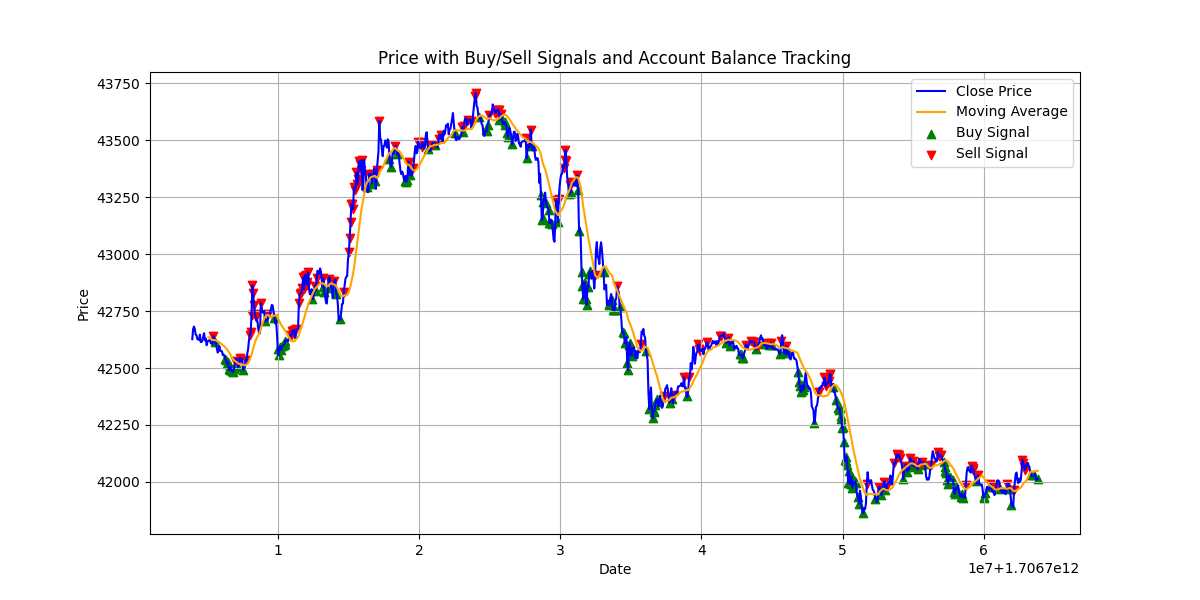 Price with Buy/Sell Signals and Account Balance Tracking
43750
43500
43250
43000
42750
42500
42250
42000
Price
Close Price
Moving Average
Buy Signal
Sell Signal
1 2 3 4 5 6
Date
1e7+1.7067e12